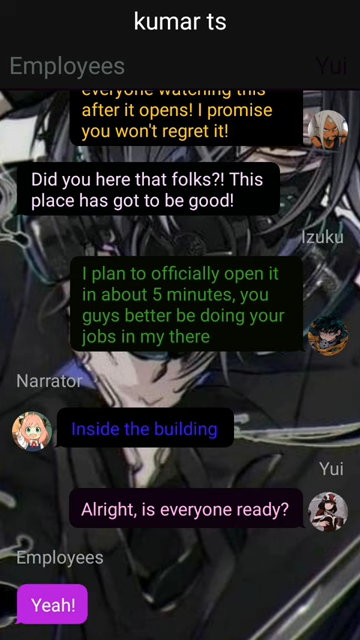 kumar ts
Employees
Yui
everyone watching this
after it opens! I promise
you won't regret it!
Did you here that folks?! This
place has got to be good!
Izuku
I plan to officially open it
in about 5 minutes, you
guys better be doing your
jobs in my there
Narrator
Inside the building
Yui
Alright, is everyone ready?
Employees
Yeah!